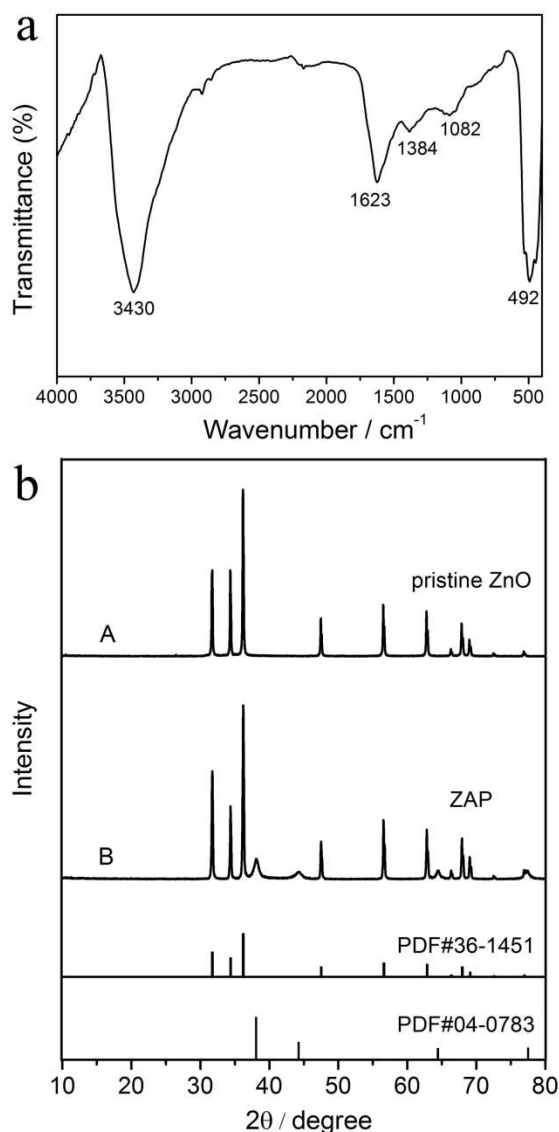 a
Transmittance (%)
3430
1623
1384
1082
492
4000 3500 3000 2500 2000 1500 1000 500
Wavenumber / cm⁻¹
b
Intensity
pristine ZnO
A
ZAP
B
PDF#36-1451
PDF#04-0783
10 20 30 40 50 60 70 80
2θ / degree